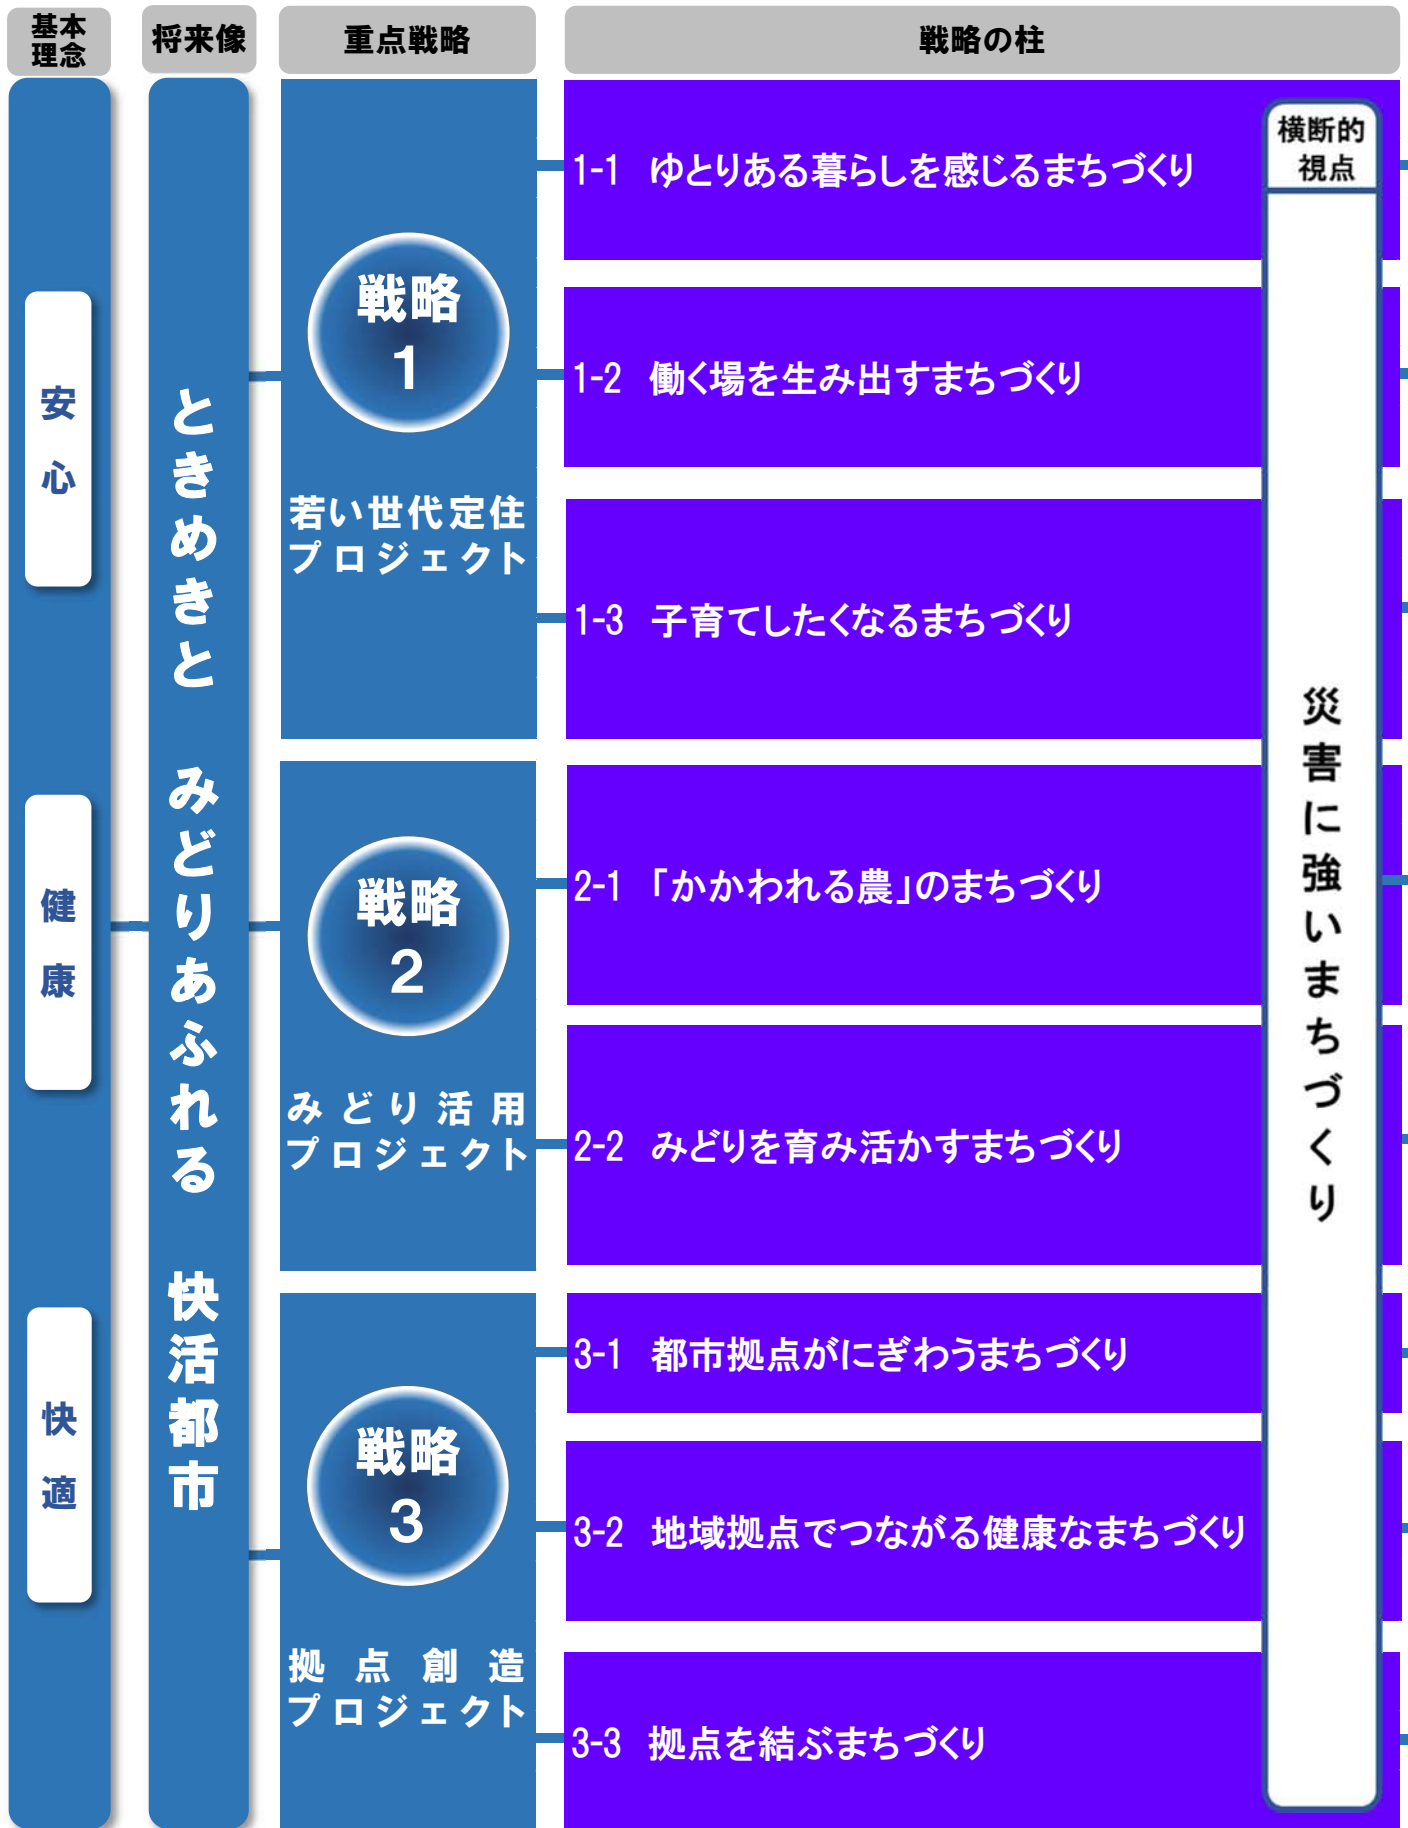 基本
理念
将来像
重点戦略
戦略の柱
安心
健康
快適
ときめきと みどりあふれる 快活都市
戦略
1
若い世代定住
プロジェクト
1-1 ゆとりある暮らしを感じるまちづくり
1-2 働く場を生み出すまちづくり
1-3 子育てしたくなるまちづくり
戦略
2
みどり活用
プロジェクト
2-1 「かかわれる農」のまちづくり
2-2 みどりを育み活かすまちづくり
戦略
3
拠点創造
プロジェクト
3-1 都市拠点がにぎわうまちづくり
3-2 地域拠点でつながる健康なまちづくり
3-3 拠点を結ぶまちづくり
横断的
視点
災害に強いまちづくり